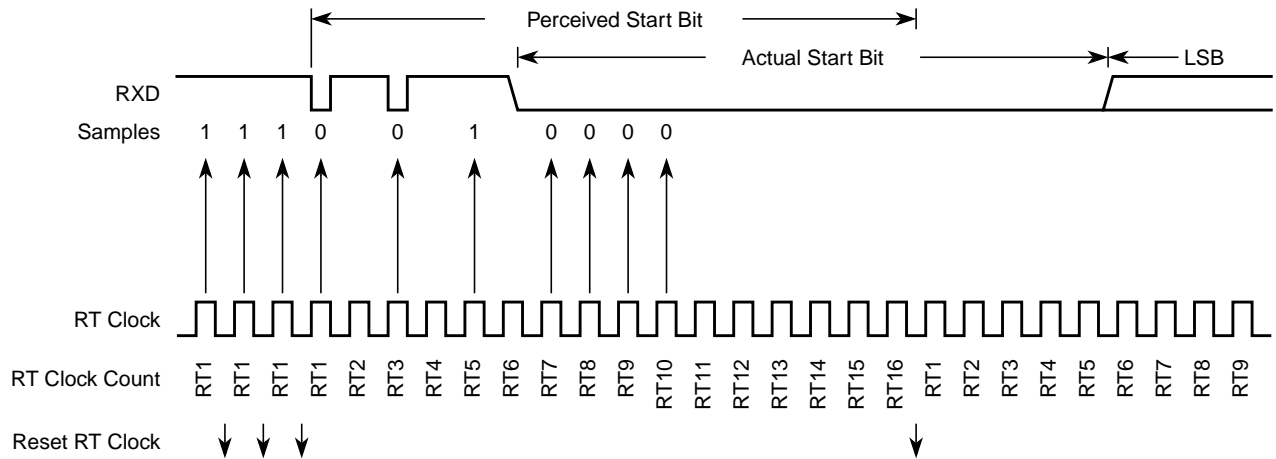 Perceived Start Bit
Actual Start Bit LSB
RXD
Samples 1 1 1 0 0 1 0 0 0 0
RT Clock
RT Clock Count RT1 RT1 RT1 RT1 RT2 RT3 RT4 RT5 RT6 RT7 RT8 RT9 RT10 RT11 RT12 RT13 RT14 RT15 RT16 RT1 RT2 RT3 RT4 RT5 RT6 RT7 RT8 RT9
Reset RT Clock